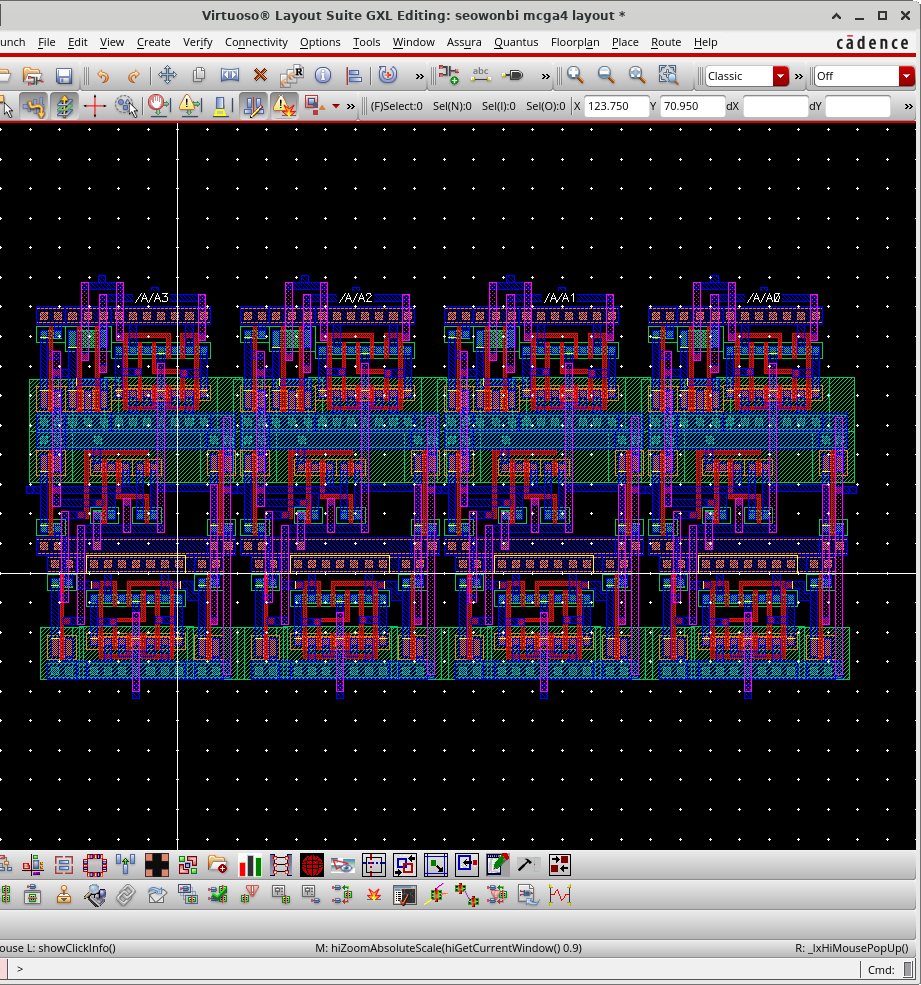 Virtuoso® Layout Suite GXL Editing: seowonbi mcga4 layout *
unch File Edit View Create Verify Connectivity Options Tools Window Assura Quantus Floorplan Place Route Help cādence
abc » Classic » Off
» (F)Select:0 Sel(N):0 Sel(I):0 Sel(O):0 X 123.750 Y 70.950 dX dY »
/A/A3 /A/A2 /A/A1 /A/A0
ouse L: showClickInfo() M: hiZoomAbsoluteScale(hiGetCurrentWindow() 0.9) R: _lxHiMousePopUp()
> Cmd: